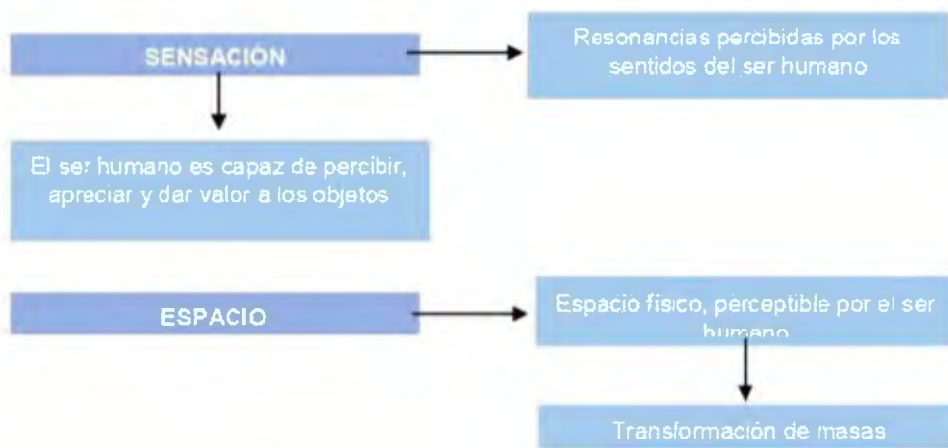 SENSACIÓN
Resonancias percibidas por los
sentidos del ser humano
El ser humano es capaz de percibir,
apreciar y dar valor a los objetos
ESPACIO
Espacio físico, perceptible por el ser
humano
Transformación de masas